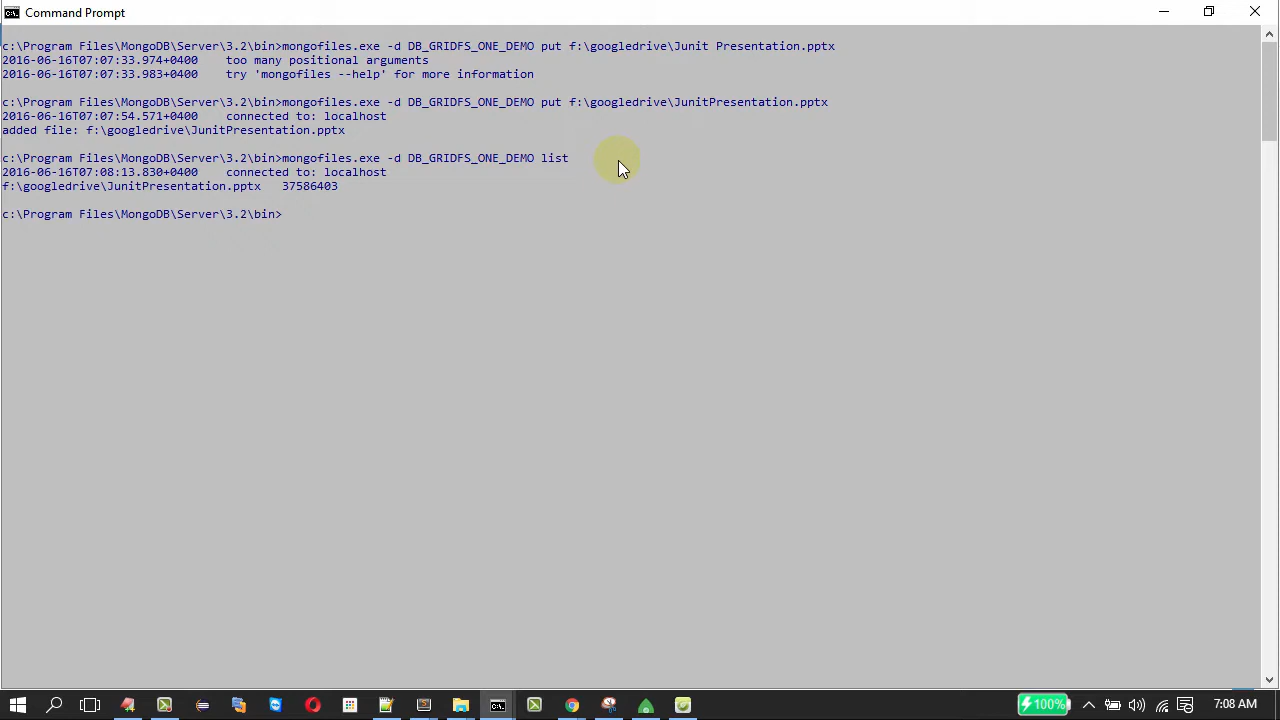 Command Prompt
c:\Program Files\MongoDB\Server\3.2\bin>mongofiles.exe -d DB_GRIDFS_ONE_DEMO put f:\googledrive\Junit Presentation.pptx
2016-06-16T07:07:33.974+0400    too many positional arguments
2016-06-16T07:07:33.983+0400    try 'mongofiles --help' for more information
c:\Program Files\MongoDB\Server\3.2\bin>mongofiles.exe -d DB_GRIDFS_ONE_DEMO put f:\googledrive\JunitPresentation.pptx
2016-06-16T07:07:54.571+0400    connected to: localhost
added file: f:\googledrive\JunitPresentation.pptx
c:\Program Files\MongoDB\Server\3.2\bin>mongofiles.exe -d DB_GRIDFS_ONE_DEMO list
2016-06-16T07:08:13.830+0400    connected to: localhost
f:\googledrive\JunitPresentation.pptx   37586403
c:\Program Files\MongoDB\Server\3.2\bin>
100%
7:08 AM